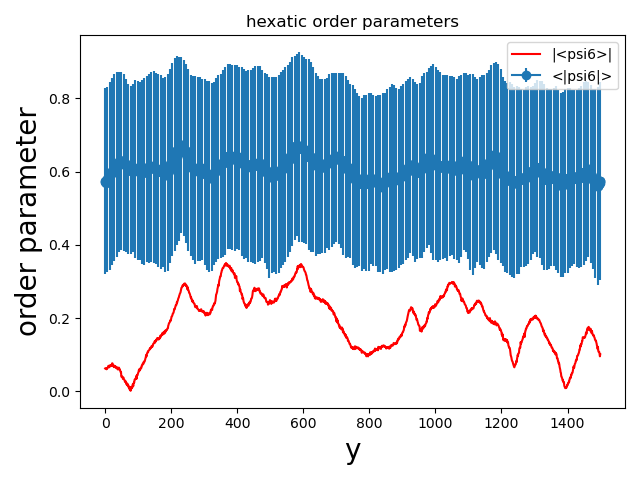 hexatic order parameters
|<psi6>|
<|psi6|>
order parameter
0.8
0.6
0.4
0.2
0.0
0 200 400 600 800 1000 1200 1400
y